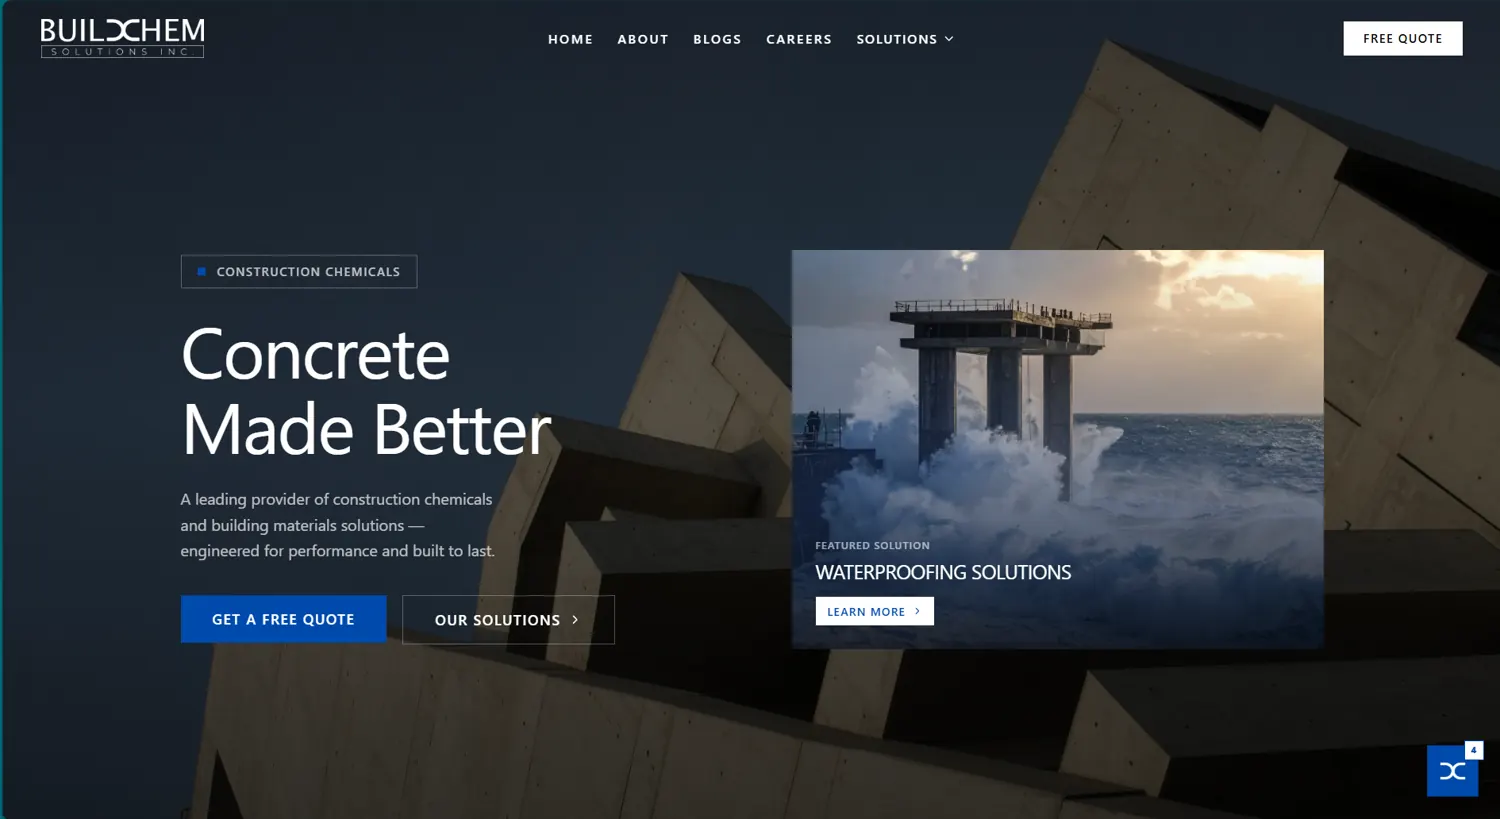 BUILDCHEM
SOLUTIONS INC.
HOME
ABOUT
BLOGS
CAREERS
SOLUTIONS
FREE QUOTE
CONSTRUCTION CHEMICALS
Concrete
Made Better
A leading provider of construction chemicals
and building materials solutions —
engineered for performance and built to last.
GET A FREE QUOTE
OUR SOLUTIONS
FEATURED SOLUTION
WATERPROOFING SOLUTIONS
LEARN MORE
4